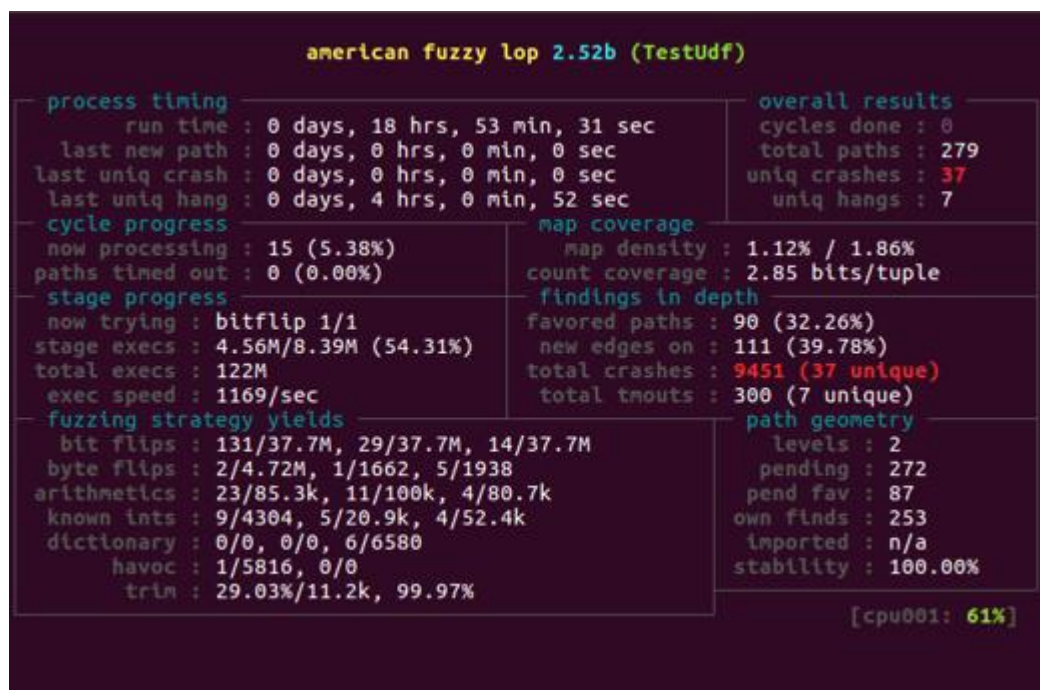 american fuzzy lop 2.52b (TestUdf)
process timing
run time : 0 days, 18 hrs, 53 min, 31 sec
last new path : 0 days, 0 hrs, 0 min, 0 sec
last uniq crash : 0 days, 0 hrs, 0 min, 0 sec
last uniq hang : 0 days, 4 hrs, 0 min, 52 sec
overall results
cycles done : 0
total paths : 279
uniq crashes : 37
uniq hangs : 7
cycle progress
now processing : 15 (5.38%)
paths timed out : 0 (0.00%)
map coverage
map density : 1.12% / 1.86%
count coverage : 2.85 bits/tuple
stage progress
now trying : bitflip 1/1
stage execs : 4.56M/8.39M (54.31%)
total execs : 122M
exec speed : 1169/sec
findings in depth
favored paths : 90 (32.26%)
new edges on : 111 (39.78%)
total crashes : 9451 (37 unique)
total tmouts : 300 (7 unique)
fuzzing strategy yields
bit flips : 131/37.7M, 29/37.7M, 14/37.7M
byte flips : 2/4.72M, 1/1662, 5/1938
arithmetics : 23/85.3k, 11/100k, 4/80.7k
known ints : 9/4304, 5/20.9k, 4/52.4k
dictionary : 0/0, 0/0, 6/6580
havoc : 1/5816, 0/0
trim : 29.03%/11.2k, 99.97%
path geometry
levels : 2
pending : 272
pend fav : 87
own finds : 253
imported : n/a
stability : 100.00%
[cpu001: 61%]